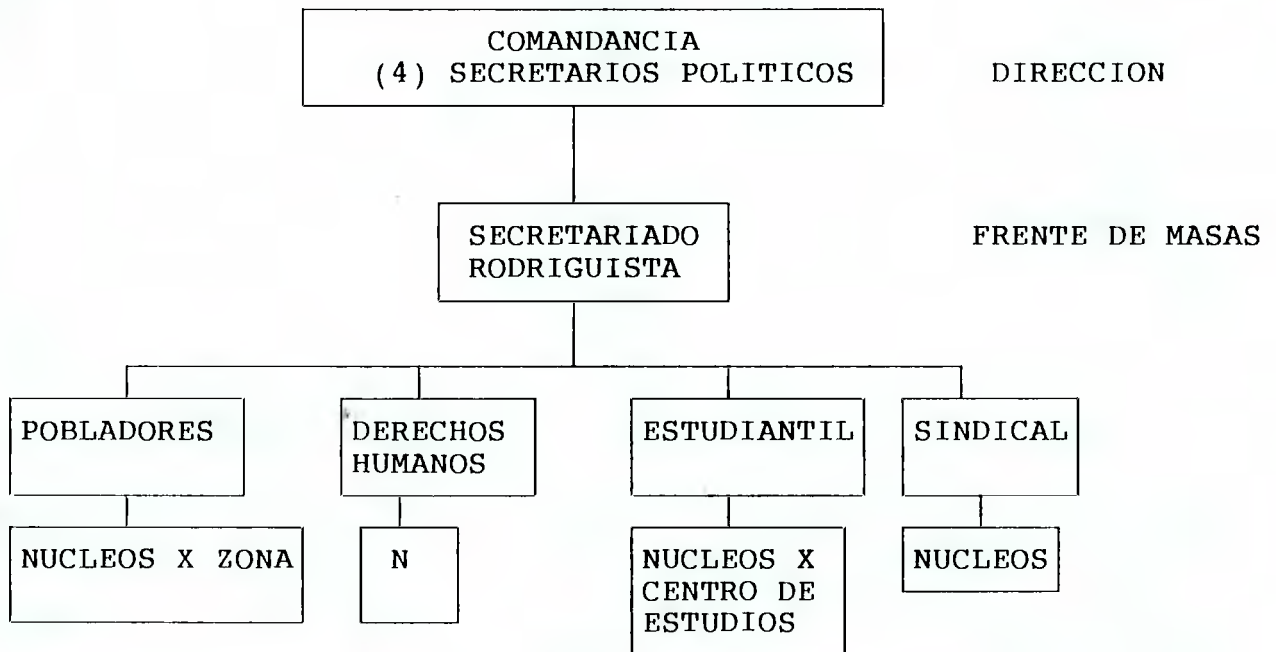 COMANDANCIA
(4) SECRETARIOS POLITICOS
DIRECCION
SECRETARIADO
RODRIGUISTA
FRENTE DE MASAS
POBLADORES
DERECHOS
HUMANOS
ESTUDIANTIL
SINDICAL
NUCLEOS X ZONA
N
NUCLEOS X
CENTRO DE
ESTUDIOS
NUCLEOS